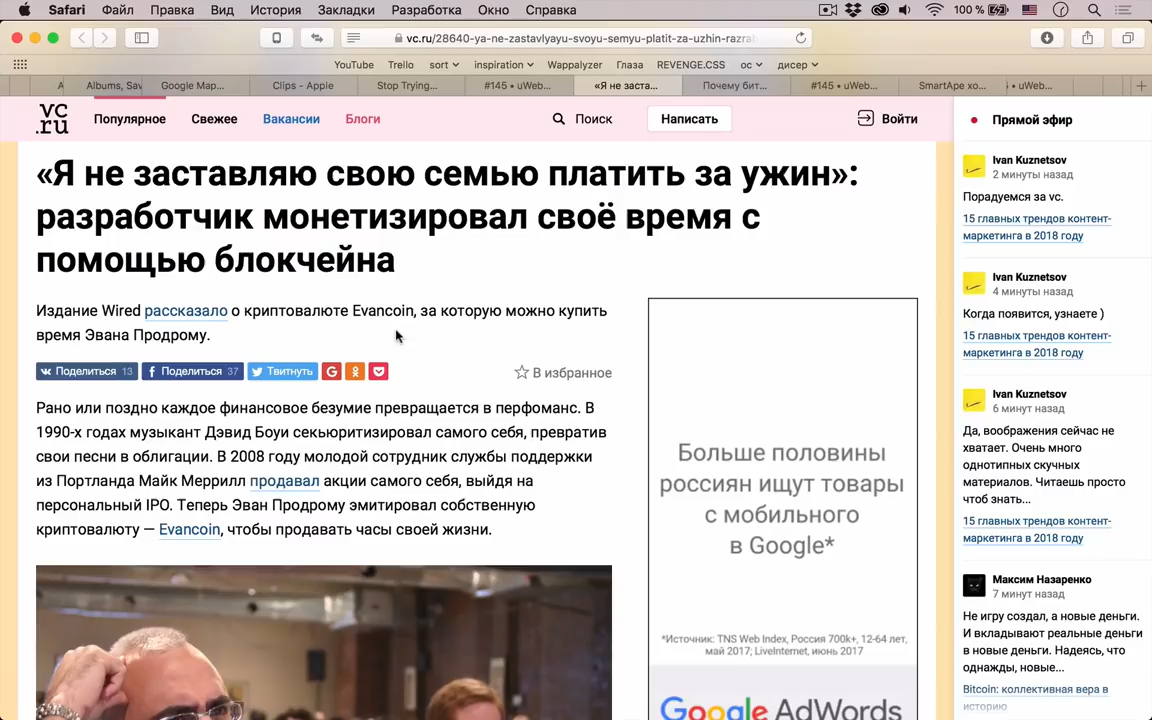 Safari Файл Правка Вид История Закладки Разработка Окно Справка 100 %
vc.ru/28640-ya-ne-zastavlyayu-svoyu-semyu-platit-za-uzhin-razra
YouTube Trello sort inspiration Wappalyzer Глаза REVENGE.CSS ос дисер
Albums, Sav Google Map... Clips - Apple Stop Trying... #145 • uWeb... «Я не заста... Почему бит... #145 • uWeb... SmartApe хо... • uWeb...
vc.ru
Популярное Свежее Вакансии Блоги Поиск Написать Войти
«Я не заставляю свою семью платить за ужин»:
разработчик монетизировал своё время с
помощью блокчейна
Издание Wired рассказало о криптовалюте Evancoin, за которую можно купить
время Эвана Продрому.
Поделиться 13 Поделиться 37 Твитнуть В избранное
Рано или поздно каждое финансовое безумие превращается в перфоманс. В
1990-х годах музыкант Дэвид Боуи секьюритизировал самого себя, превратив
свои песни в облигации. В 2008 году молодой сотрудник службы поддержки
из Портланда Майк Меррилл продавал акции самого себя, выйдя на
персональный IPO. Теперь Эван Продрому эмитировал собственную
криптовалюту — Evancoin, чтобы продавать часы своей жизни.
Больше половины
россиян ищут товары
с мобильного
в Google*
*Источник: TNS Web Index, Россия 700k+, 12-64 лет,
май 2017; LiveInternet, июнь 2017
Google AdWords
Прямой эфир
Ivan Kuznetsov
2 минуты назад
Порадуемся за vc.
15 главных трендов контент-
маркетинга в 2018 году
Ivan Kuznetsov
4 минуты назад
Когда появится, узнаете )
15 главных трендов контент-
маркетинга в 2018 году
Ivan Kuznetsov
6 минут назад
Да, воображения сейчас не
хватает. Очень много
однотипных скучных
материалов. Читаешь просто
чтоб знать...
15 главных трендов контент-
маркетинга в 2018 году
Максим Назаренко
7 минут назад
Не игру создал, а новые деньги.
И вкладывают реальные деньги
в новые деньги. Надеясь, что
однажды, новые...
Bitcoin: коллективная вера в
историю